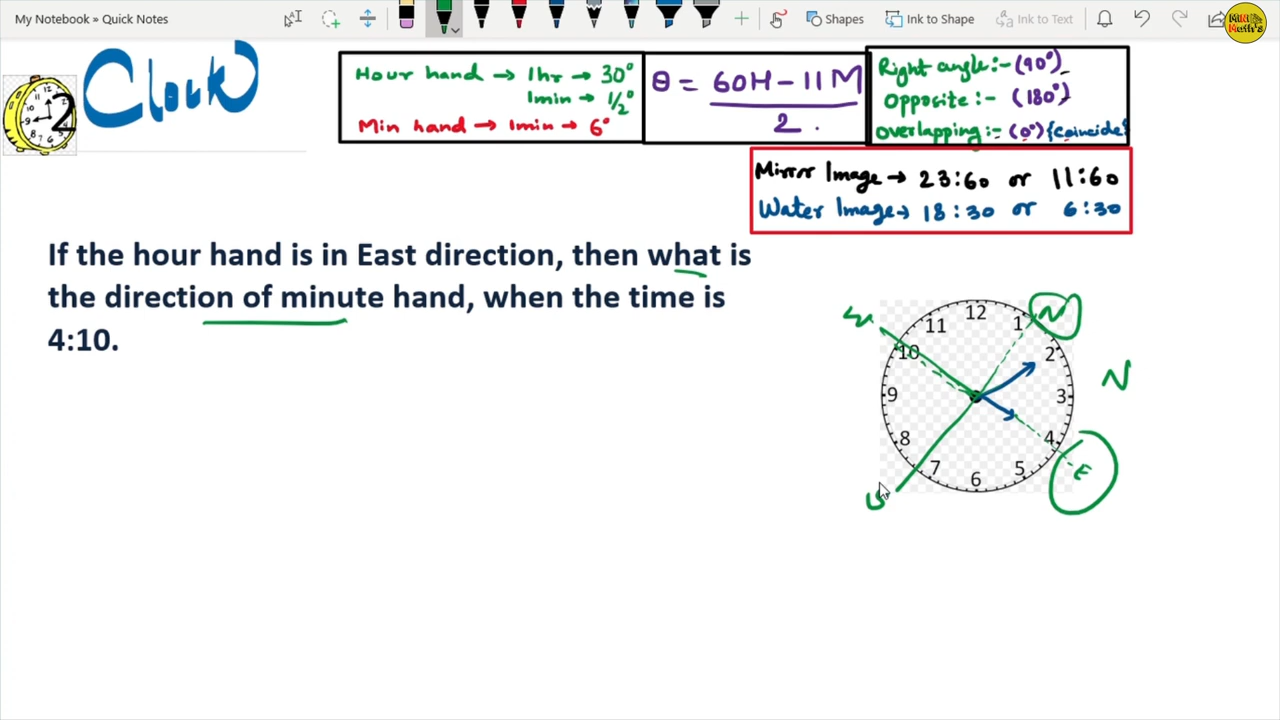 My Notebook » Quick Notes
Shapes
Ink to Shape
Ink to Text
Clock
2
Hour hand → 1hr → 30°
1min → 1/2°
Min hand → 1min → 6°
θ = 60H - 11M
2 .
Right angle:- (90°)
Opposite:- (180°)
Overlapping:- (0°) {Coincide}
Mirror Image → 23:60 or 11:60
Water Image → 18:30 or 6:30
If the hour hand is in East direction, then what is
the direction of minute hand, when the time is
4:10.
12
11
1
10
2
9
3
8
4
7
5
6
N
N
E